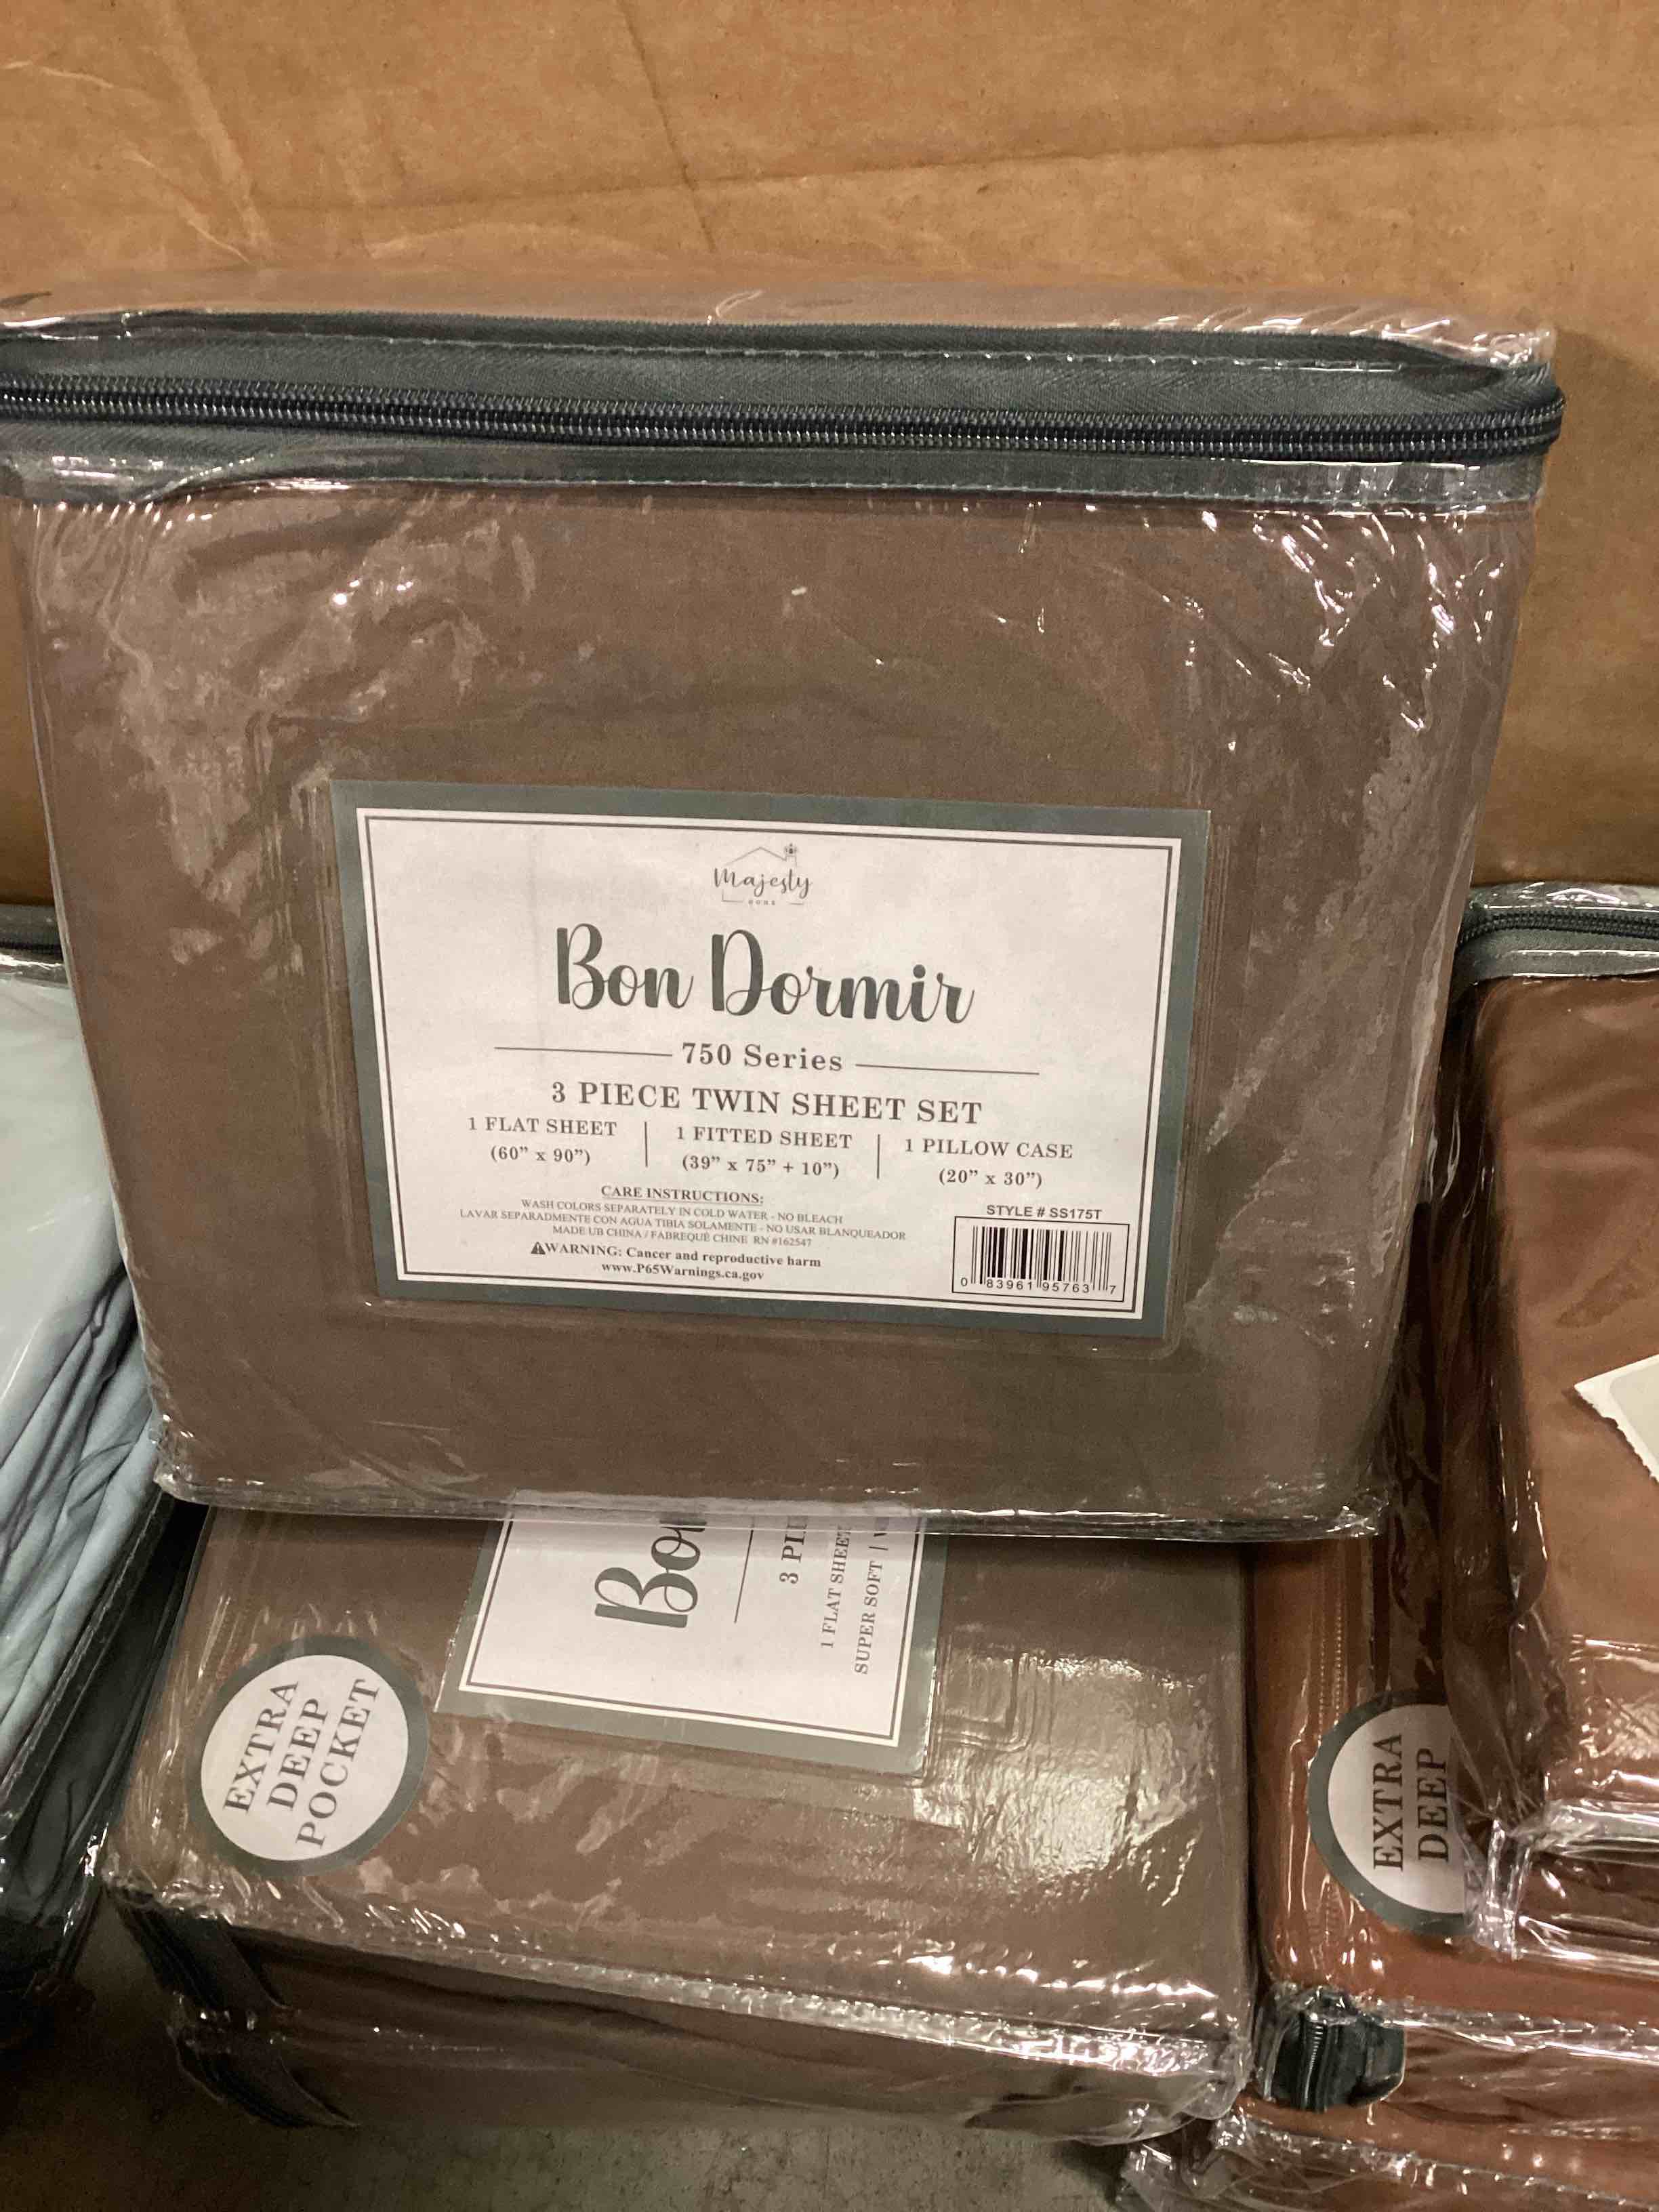 Majesty
HOME
Bon Dormir
750 Series
3 PIECE TWIN SHEET SET
1 FLAT SHEET
(60” x 90”)
1 FITTED SHEET
(39” x 75” + 10”)
1 PILLOW CASE
(20” x 30”)
CARE INSTRUCTIONS:
WASH COLORS SEPARATELY IN COLD WATER - NO BLEACH
LAVAR SEPARADMENTE CON AGUA TIBIA SOLAMENTE - NO USAR BLANQUEADOR
MADE UB CHINA / FABREQUÉ CHINE RN #162547
⚠WARNING: Cancer and reproductive harm
www.P65Warnings.ca.gov
STYLE # SS175T
0 83961 95763 7
Bon
3 PIE
1 FLAT SHEET
SUPER SOFT |
EXTRA
DEEP
POCKET
EXTRA
DEEP